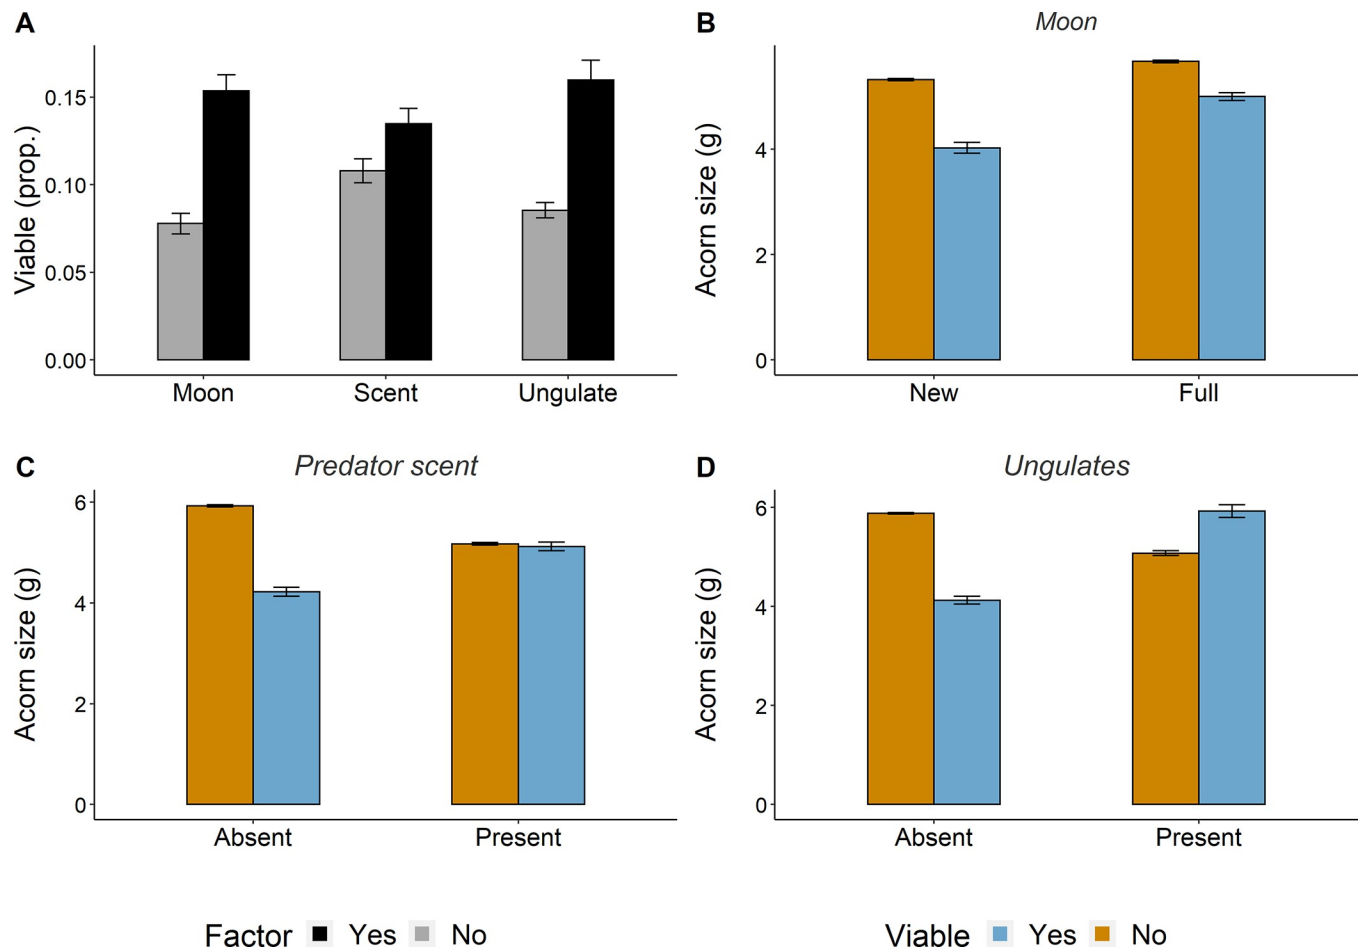 A
Viable (prop.)
0.15
0.10
0.05
0.00
Moon Scent Ungulate
B
Moon
Acorn size (g)
4
2
0
New Full
C
Predator scent
Acorn size (g)
6
4
2
0
Absent Present
D
Ungulates
Acorn size (g)
6
4
2
0
Absent Present
Factor Yes No
Viable Yes No